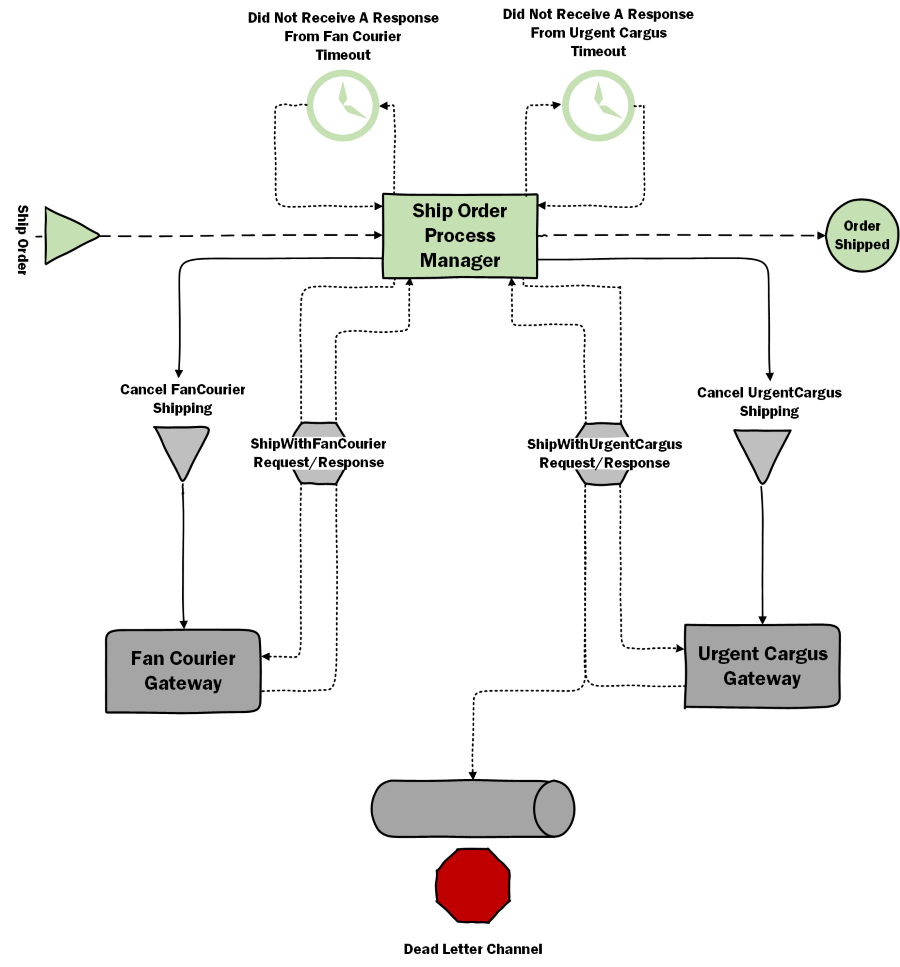 Did Not Receive A Response
From Fan Courier
Timeout
Did Not Receive A Response
From Urgent Cargus
Timeout
Ship Order
Ship Order
Process
Manager
Order
Shipped
Cancel FanCourier
Shipping
Cancel UrgentCargus
Shipping
ShipWithFanCourier
Request/Response
ShipWithUrgentCargus
Request/Response
Fan Courier
Gateway
Urgent Cargus
Gateway
Dead Letter Channel